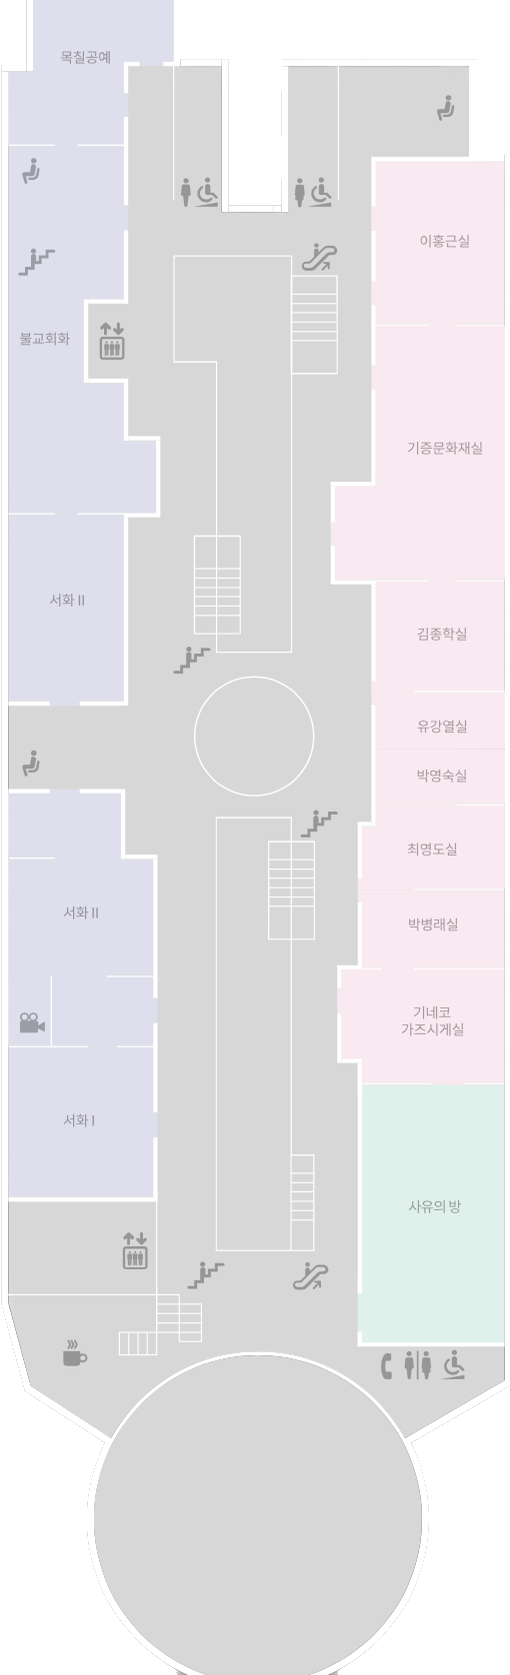 목칠공예
이홍근실
불교회화
기증문화재실
서화 II
김종학실
유강열실
박영숙실
최영도실
서화 II
박병래실
기네코
가즈시게실
서화 I
사유의 방